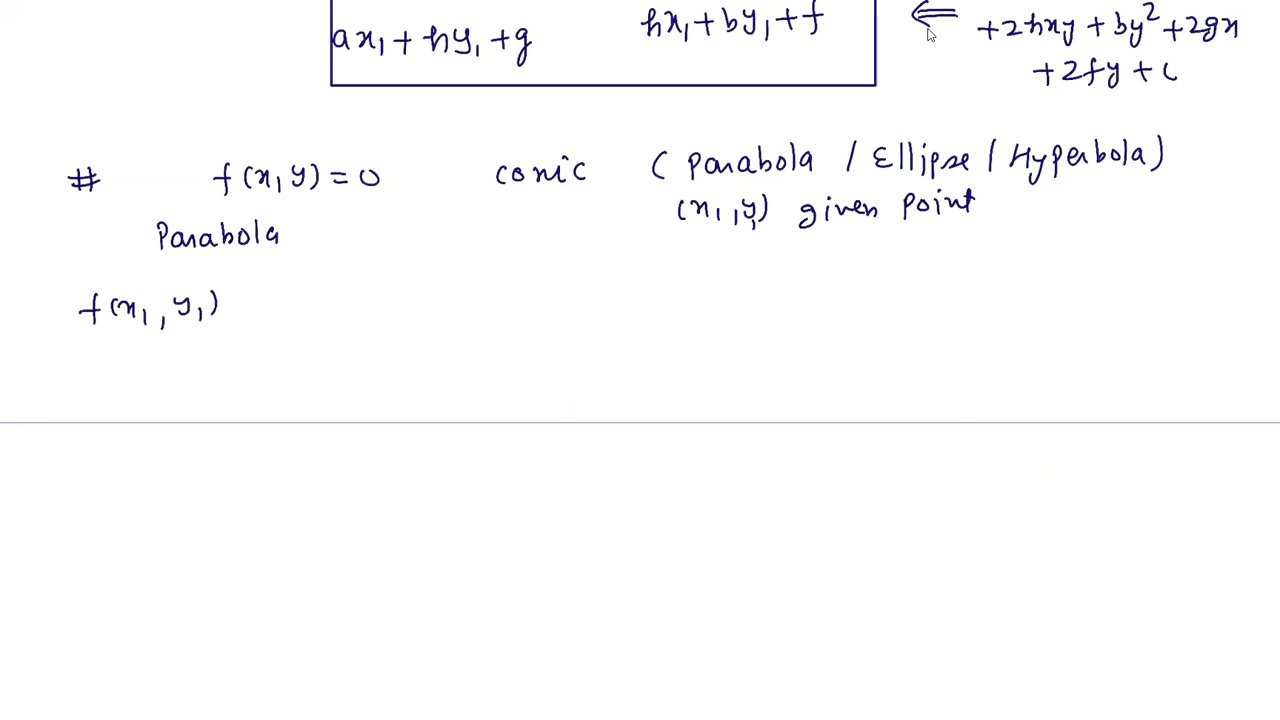 ax₁ + hy₁ + g hx₁ + by₁ + f ⇐ + 2hxy + by² + 2gx
+ 2fy + c
# f(x, y) = 0 conic ( Parabola / Ellipse / Hyperbola )
(x₁, y₁) given point
Parabola
f(x₁, y₁)